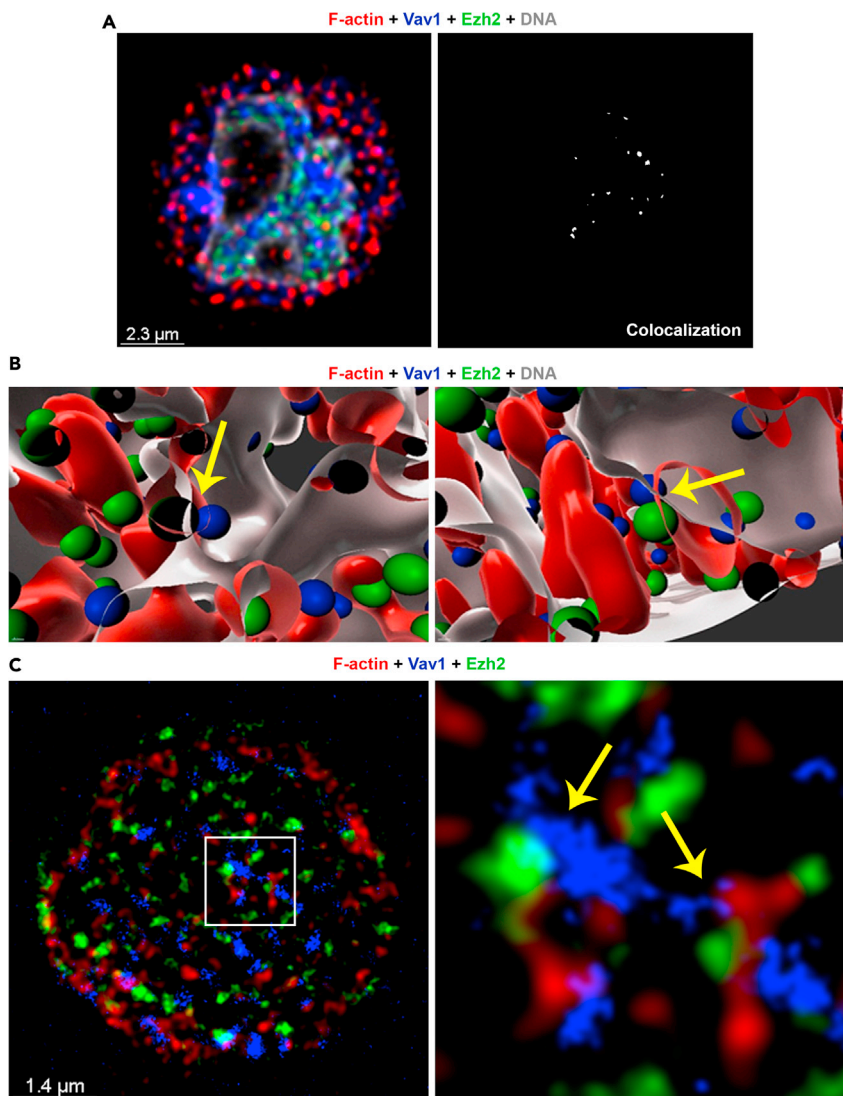 A
F-actin + Vav1 + Ezh2 + DNA
2.3 µm
Colocalization
B
F-actin + Vav1 + Ezh2 + DNA
C
F-actin + Vav1 + Ezh2
1.4 µm